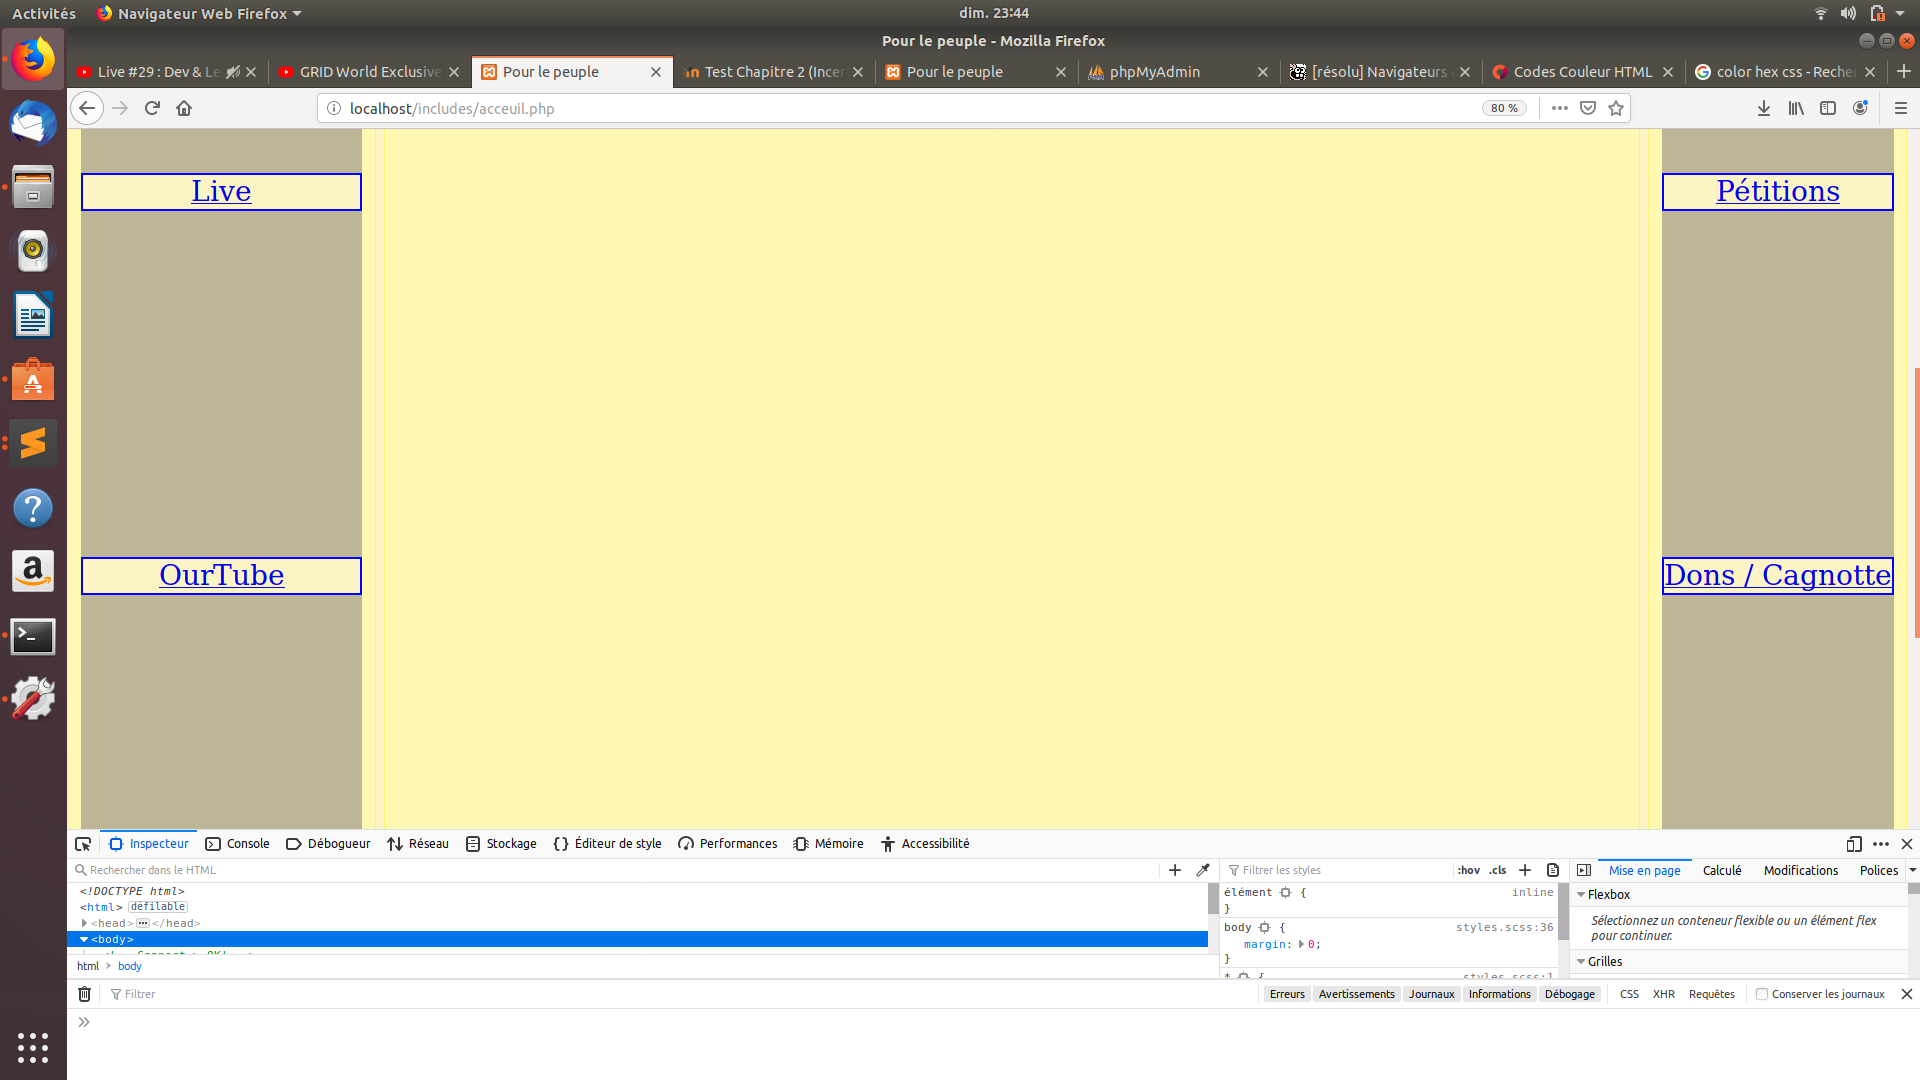 Activités
Navigateur Web Firefox
dim. 23:44
Pour le peuple - Mozilla Firefox
Live #29 : Dev & Le
GRID World Exclusive
Pour le peuple
Test Chapitre 2 (Incer
Pour le peuple
phpMyAdmin
[résolu] Navigateurs
Codes Couleur HTML
color hex css - Recher
localhost/includes/acceuil.php
80 %
Live
Pétitions
OurTube
Dons / Cagnotte
Inspecteur
Console
Débogueur
Réseau
Stockage
Éditeur de style
Performances
Mémoire
Accessibilité
Rechercher dans le HTML
Filtrer les styles
:hov
.cls
Mise en page
Calculé
Modifications
Polices
<!DOCTYPE html>
<html> défilable
<head> ••• </head>
<body>
html > body
élément { inline
}
body { styles.scss:36
margin: 0;
}
* { styles.scss:1
Flexbox
Sélectionnez un conteneur flexible ou un élément flex
pour continuer.
Grilles
Filtrer
Erreurs
Avertissements
Journaux
Informations
Débogage
CSS
XHR
Requêtes
Conserver les journaux